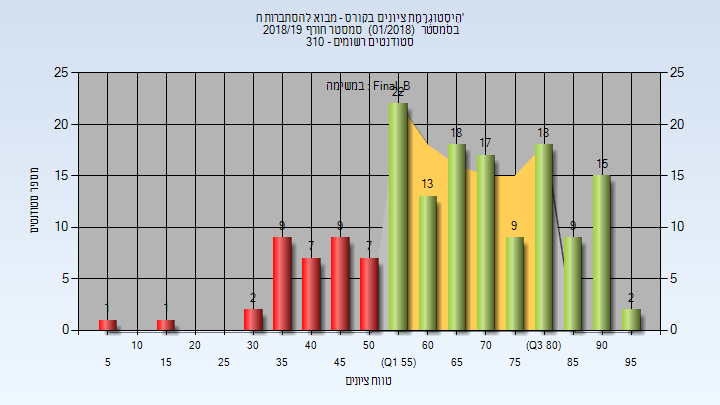 היסטוגרמת ציונים בקורס - מבוא להסתברות ח'
בסמסטר (01/2018) סמסטר חורף 2018/19
סטודנטים רשומים - 310
במשימה : Final_B
מספר סטודנטים
25 25
20 20
15 15
10 10
5 5
0 0
1 1 2 9 7 9 7 22 13 18 17 9 18 9 15 2
10 20 30 40 50 60 70 (Q3 80) 90
5 15 25 35 45 (Q1 55) 65 75 85 95
טווח ציונים